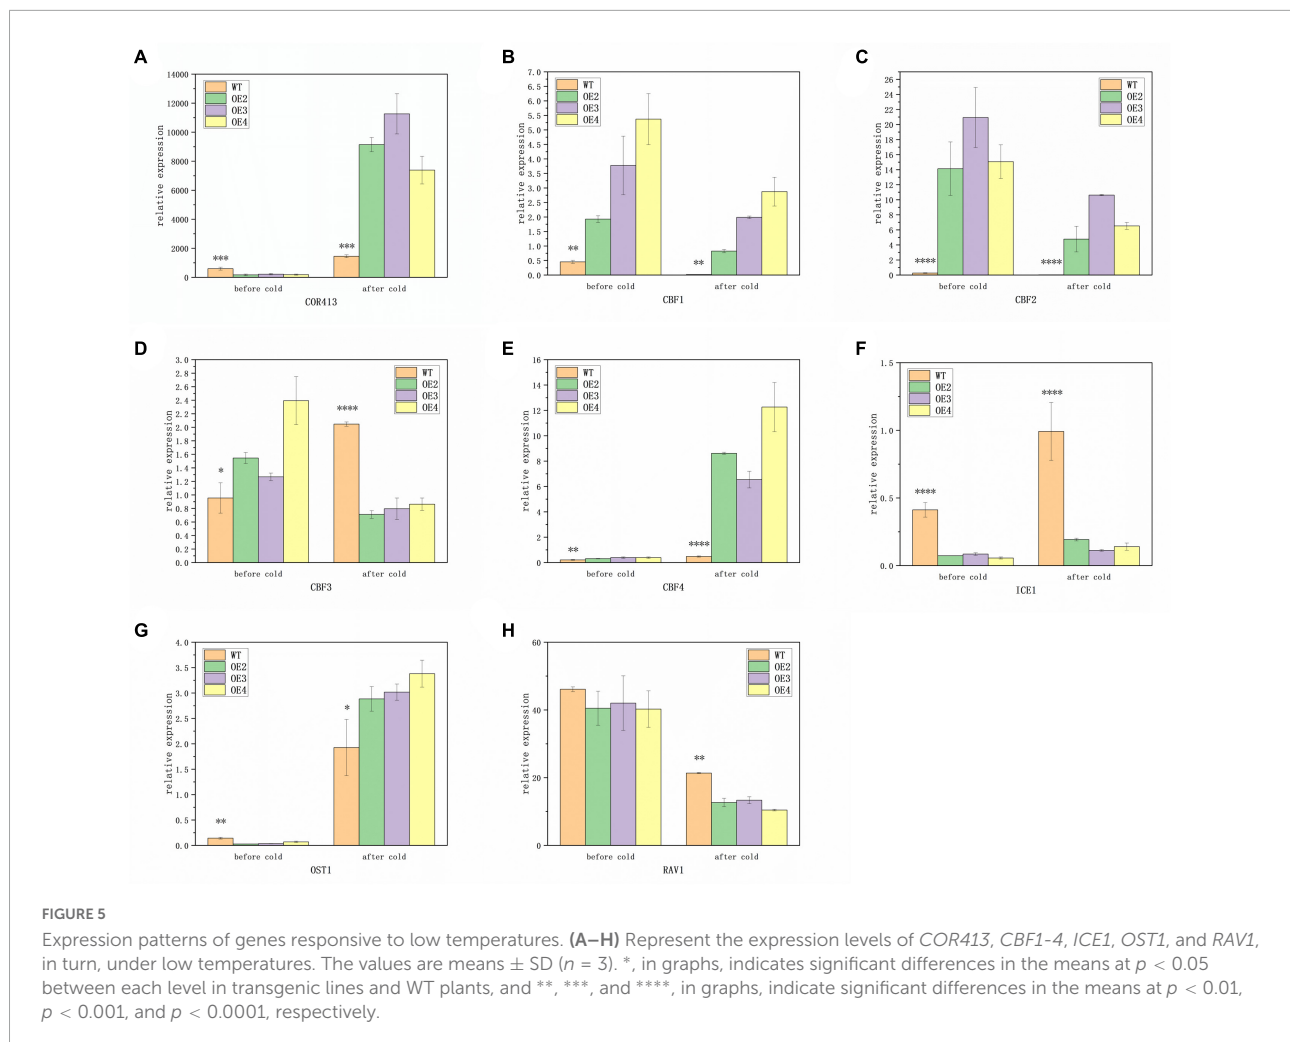 A
relative expression
14000
12000
10000
8000
6000
4000
2000
0
WT
OE2
OE3
OE4
***
***
before cold
after cold
COR413
B
relative expression
7.0
6.5
6.0
5.5
5.0
4.5
4.0
3.5
3.0
2.5
2.0
1.5
1.0
0.5
0.0
WT
OE2
OE3
OE4
**
**
before cold
after cold
CBF1
C
relative expression
26
24
22
20
18
16
14
12
10
8
6
4
2
0
WT
OE2
OE3
OE4
****
****
before cold
after cold
CBF2
D
relative expression
3.0
2.8
2.6
2.4
2.2
2.0
1.8
1.6
1.4
1.2
1.0
0.8
0.6
0.4
0.2
0.0
WT
OE2
OE3
OE4
*
****
before cold
after cold
CBF3
E
relative expression
16
14
12
10
8
6
4
2
0
WT
OE2
OE3
OE4
**
****
before cold
after cold
CBF4
F
relative expression
1.5
1.0
0.5
0.0
WT
OE2
OE3
OE4
****
****
before cold
after cold
ICE1
G
relative expression
4.0
3.5
3.0
2.5
2.0
1.5
1.0
0.5
0.0
WT
OE2
OE3
OE4
**
*
before cold
after cold
OST1
H
relative expression
60
40
20
0
WT
OE2
OE3
OE4
**
before cold
after cold
RAV1
FIGURE 5
Expression patterns of genes responsive to low temperatures. (A–H) Represent the expression levels of COR413, CBF1-4, ICE1, OST1, and RAV1,
in turn, under low temperatures. The values are means ± SD (n = 3). *, in graphs, indicates significant differences in the means at p < 0.05
between each level in transgenic lines and WT plants, and **, ***, and ****, in graphs, indicate significant differences in the means at p < 0.01,
p < 0.001, and p < 0.0001, respectively.